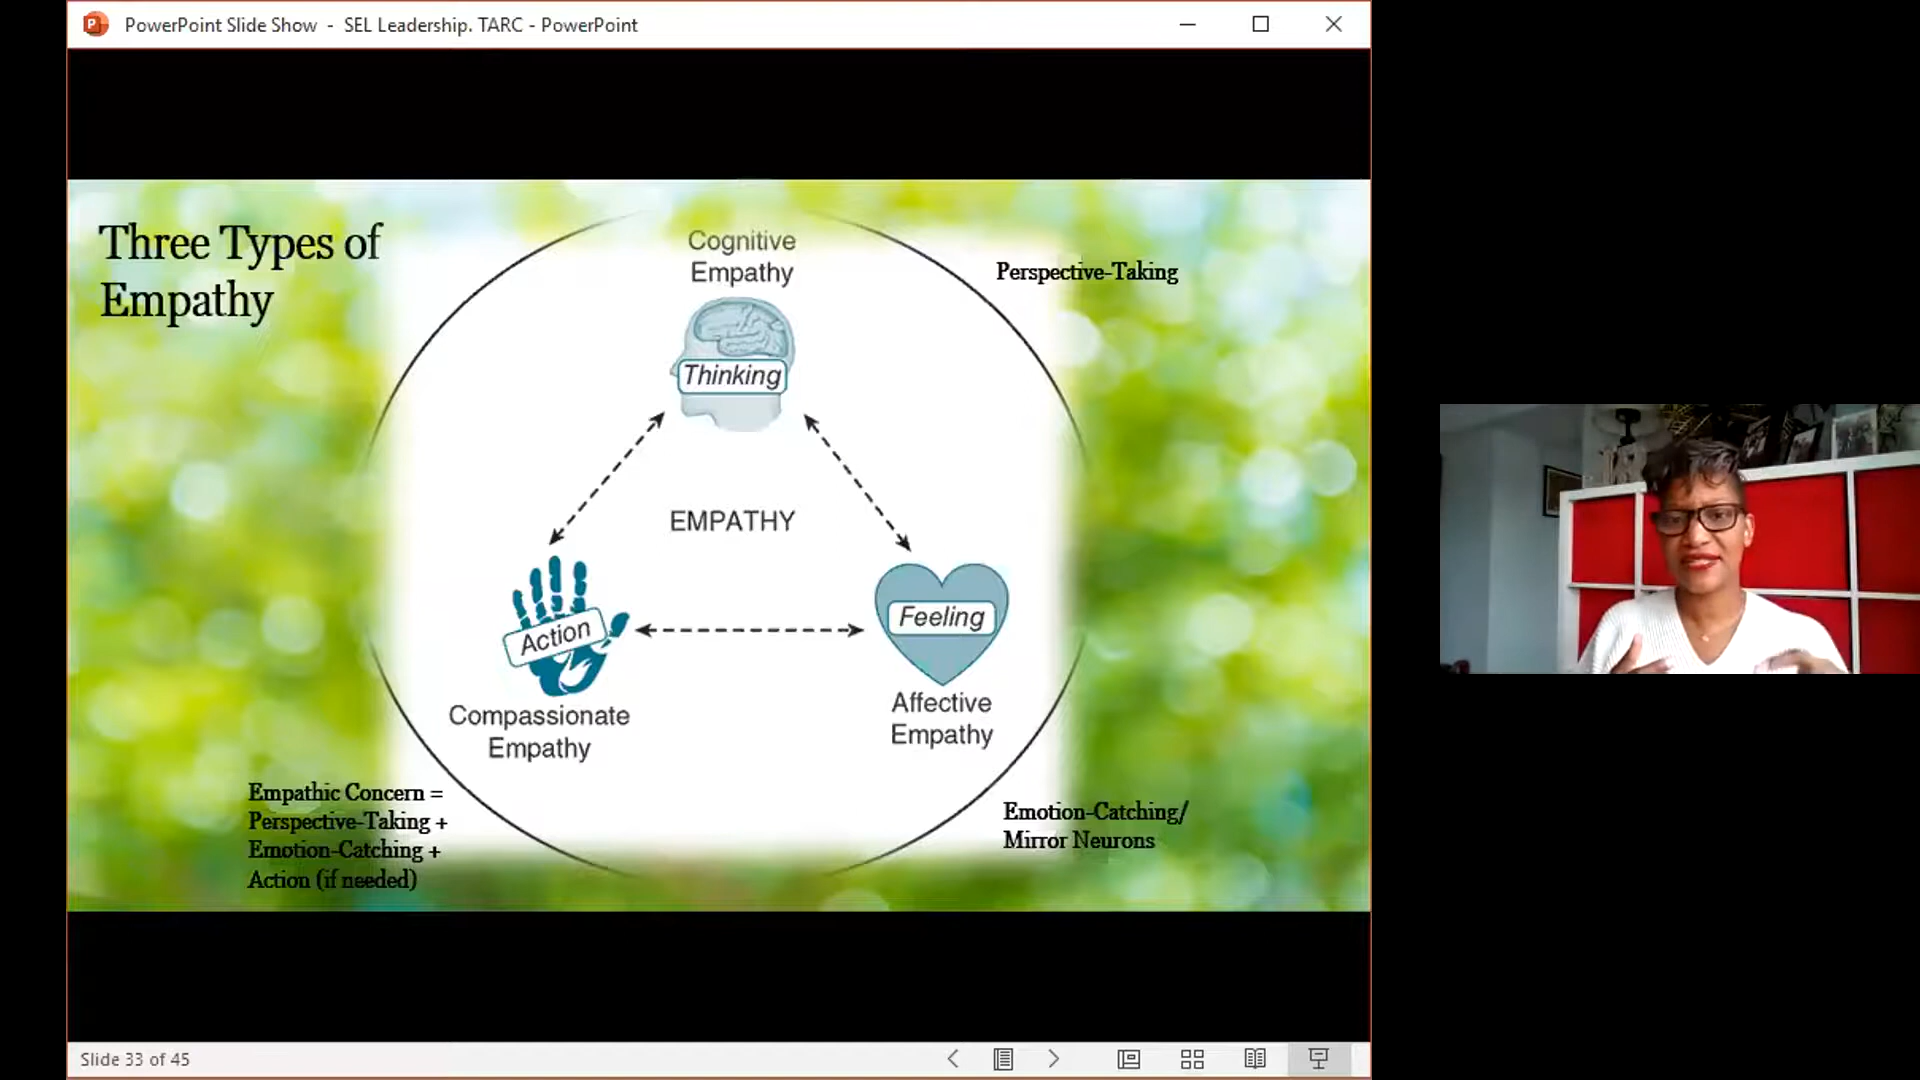 PowerPoint Slide Show - SEL Leadership. TARC - PowerPoint
Three Types of
Empathy
Cognitive
Empathy
Perspective-Taking
Thinking
EMPATHY
Action
Feeling
Compassionate
Empathy
Affective
Empathy
Empathic Concern =
Perspective-Taking +
Emotion-Catching +
Action (if needed)
Emotion-Catching/
Mirror Neurons
Slide 33 of 45